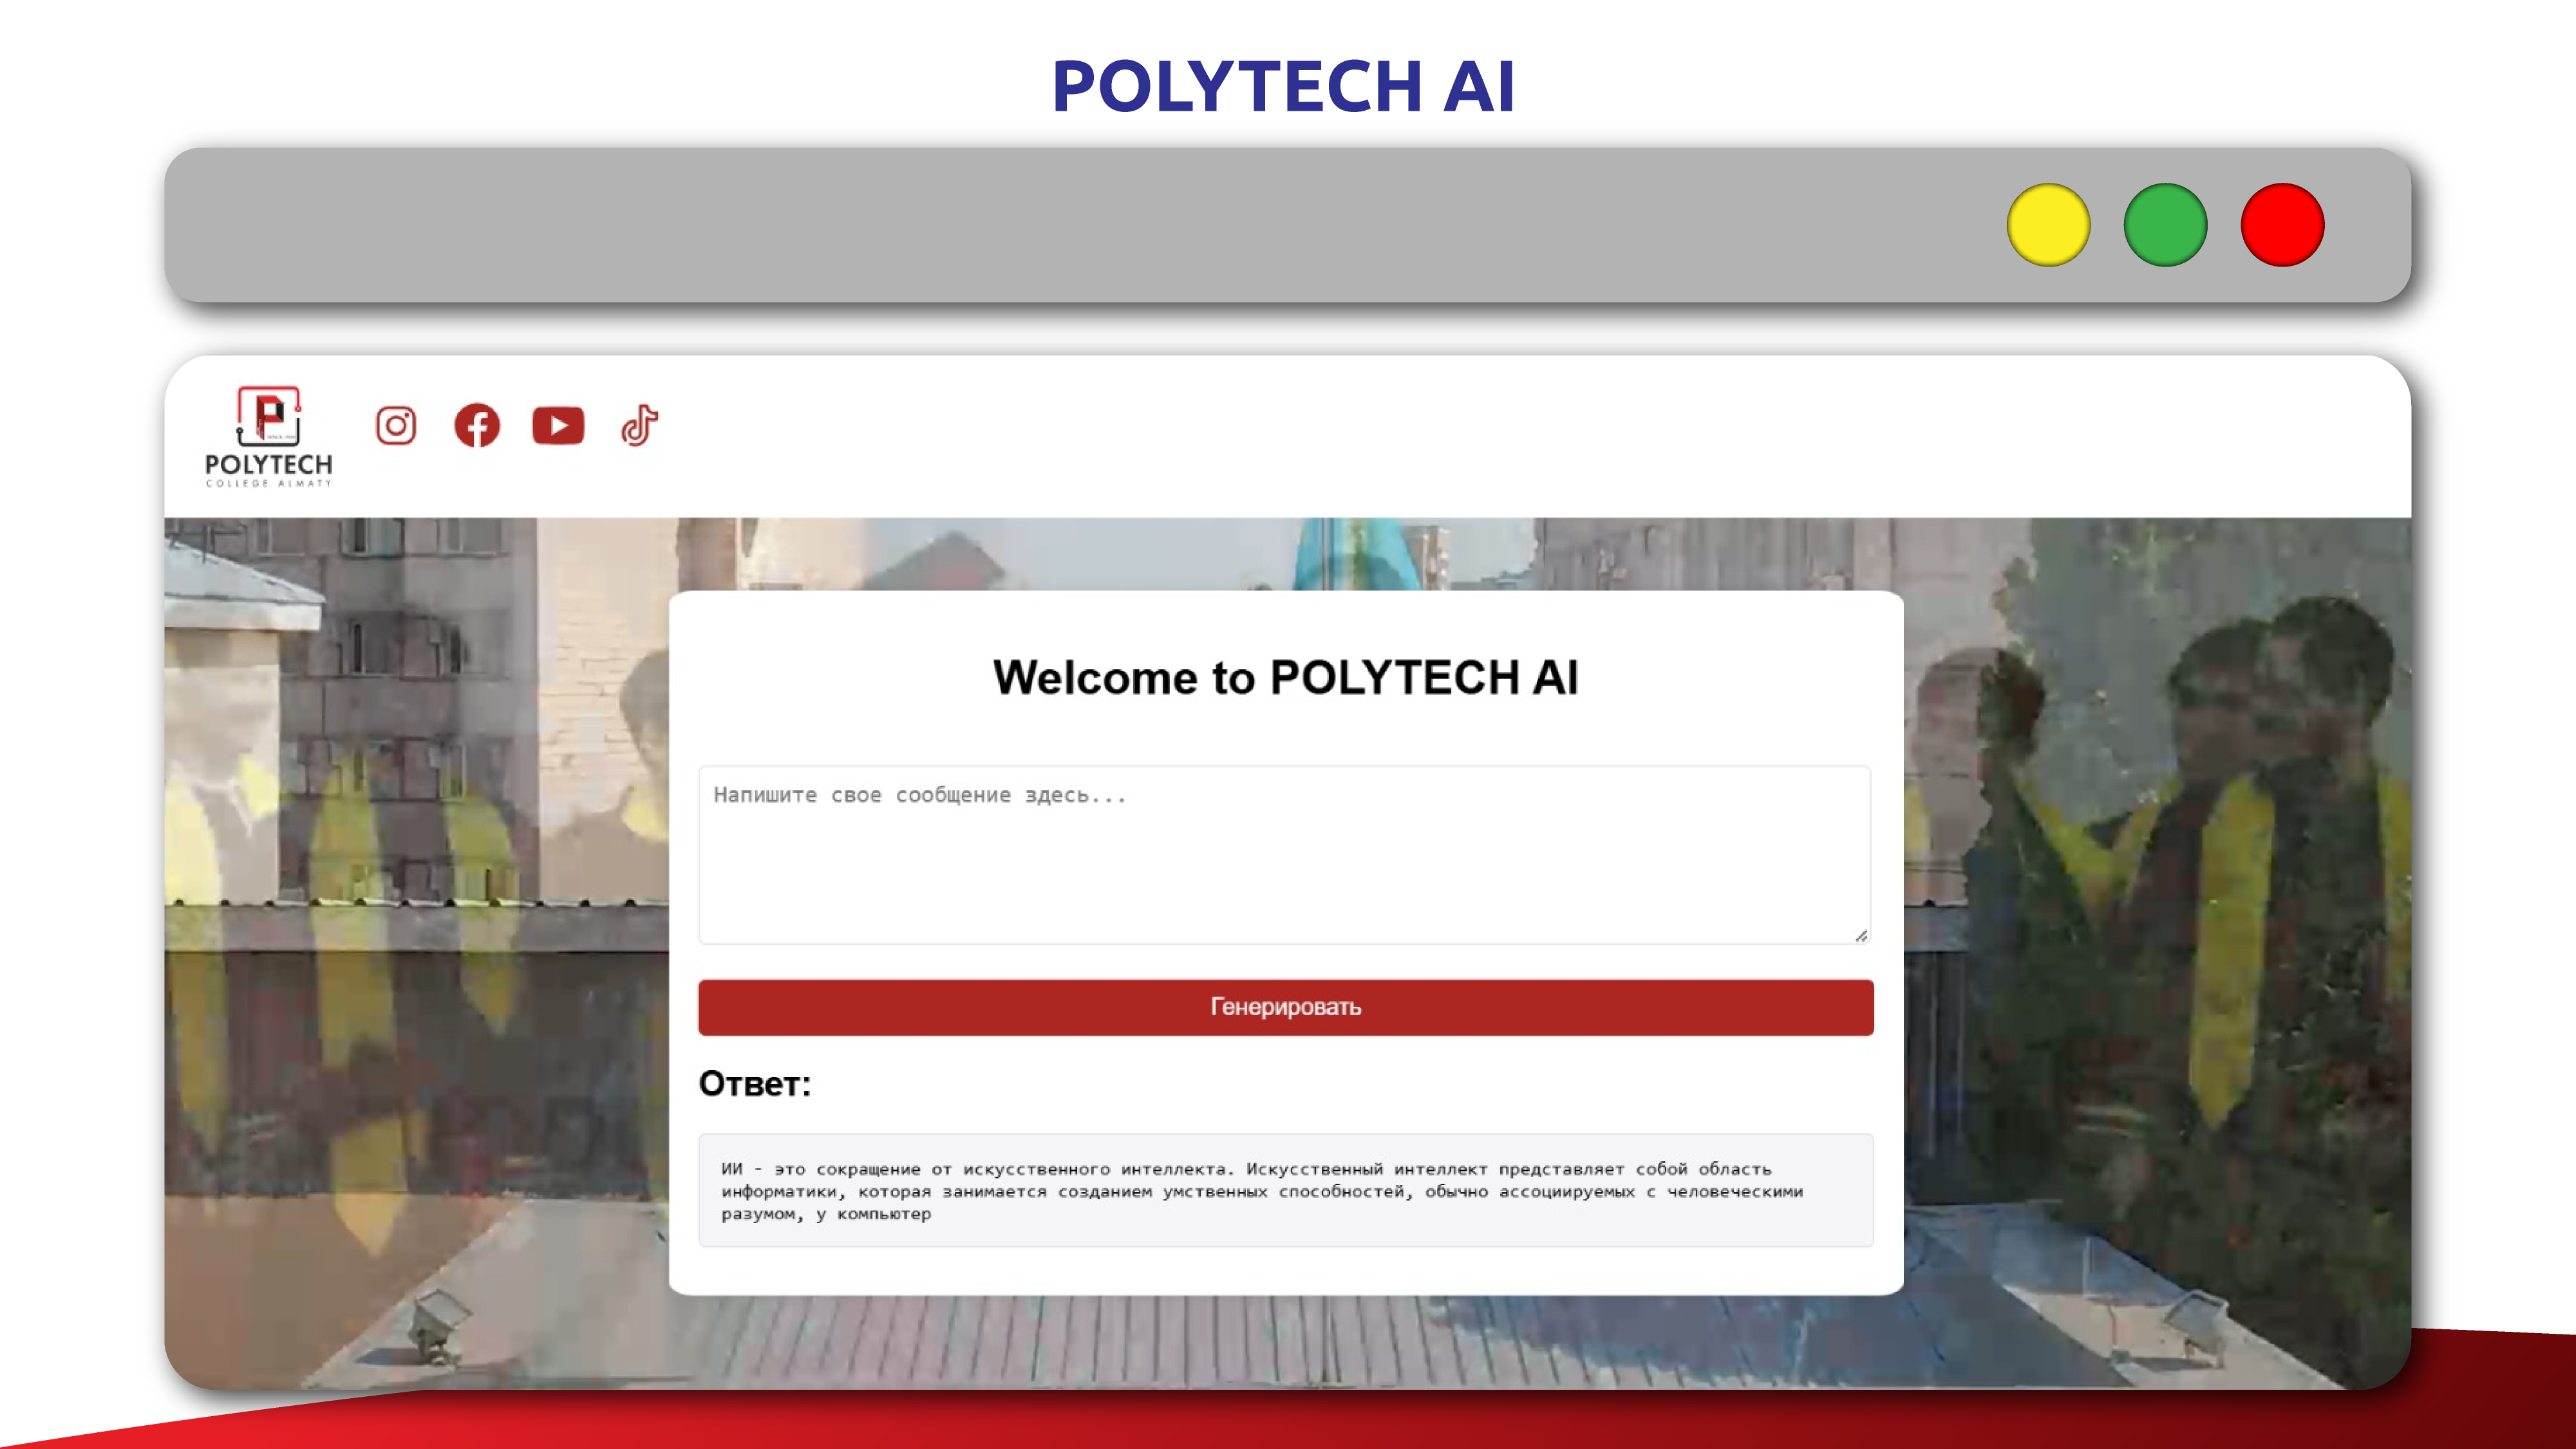 POLYTECH AI
POLYTECH
COLLEGE ALMATY
Welcome to POLYTECH AI
Напишите свое сообщение здесь...
Генерировать
Ответ:
ИИ - это сокращение от искусственного интеллекта. Искусственный интеллект представляет собой область
информатики, которая занимается созданием умственных способностей, обычно ассоциируемых с человеческими
разумом, у компьютер